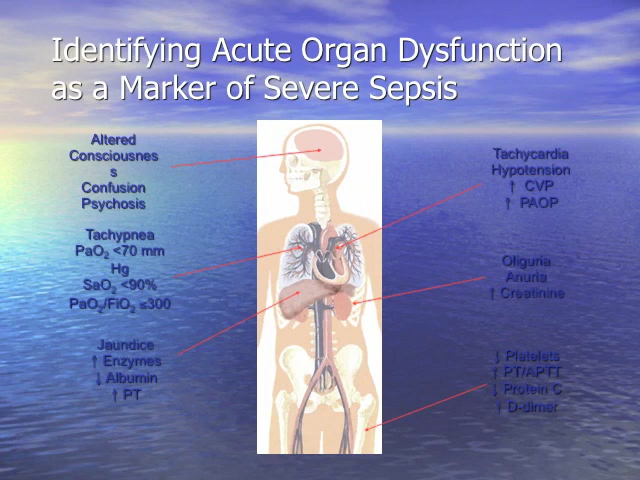 Identifying Acute Organ Dysfunction
as a Marker of Severe Sepsis
Altered
Consciousnes
s
Confusion
Psychosis
Tachypnea
PaO₂ <70 mm
Hg
SaO₂ <90%
PaO₂/FiO₂ ≤300
Jaundice
↑ Enzymes
↓ Albumin
↑ PT
Tachycardia
Hypotension
↑ CVP
↑ PAOP
Oliguria
Anuria
↑ Creatinine
↓ Platelets
↑ PT/APTT
↓ Protein C
↑ D-dimer